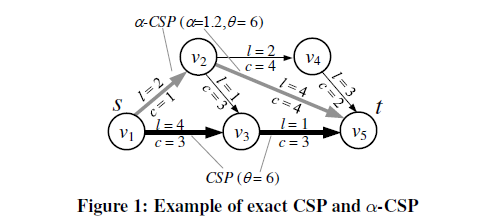 α-CSP (α=1.2,θ= 6)
v2
l = 2
c = 4
v4
l = 2
c = 1
l = 1
c = 3
l = 4
c = 4
l = 3
c = 2
s
t
v1
l = 4
c = 3
v3
l = 1
c = 3
v5
CSP (θ= 6)
Figure 1: Example of exact CSP and α-CSP